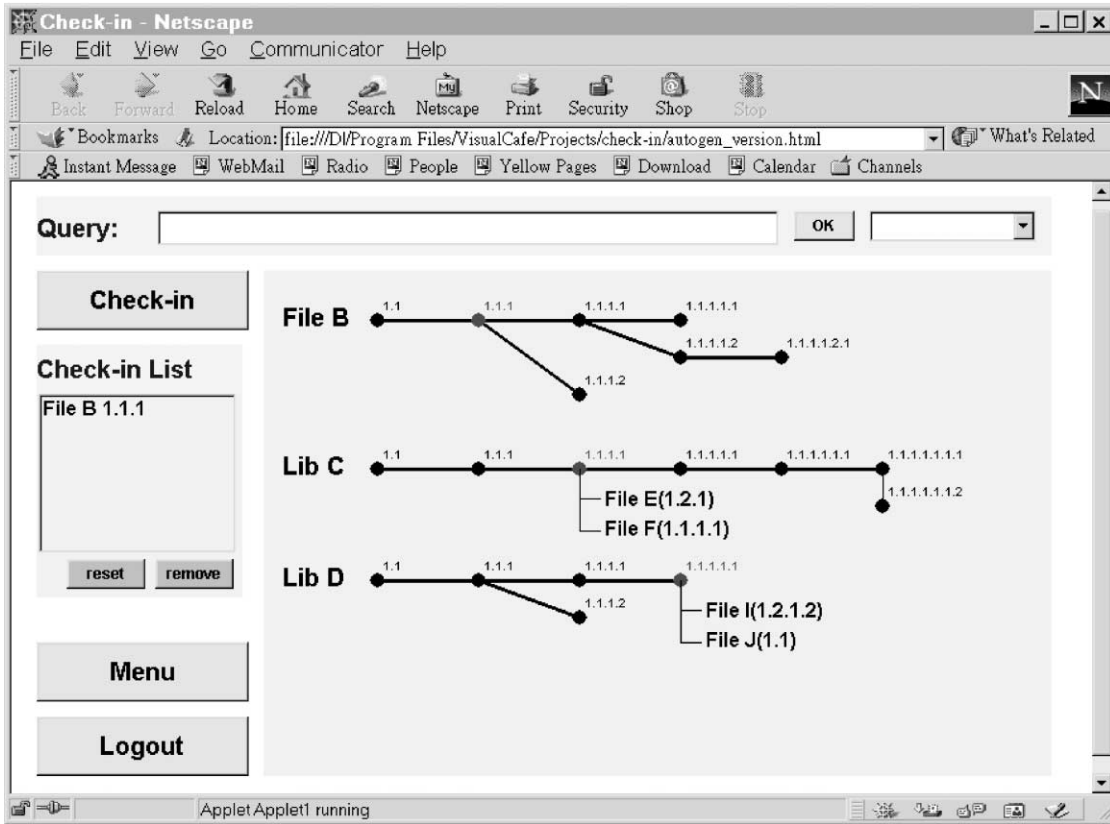 Check-in - Netscape
File Edit View Go Communicator Help
Back Forward Reload Home Search Netscape Print Security Shop Stop
Bookmarks Location: file:///D|/Program Files/VisualCafe/Projects/check-in/autogen_version.html What's Related
Instant Message WebMail Radio People Yellow Pages Download Calendar Channels
Query: OK
Check-in
Check-in List
File B 1.1.1
reset remove
Menu
Logout
File B 1.1 1.1.1 1.1.1.1 1.1.1.1.1
1.1.1.1.2 1.1.1.1.2.1
1.1.1.2
Lib C 1.1 1.1.1 1.1.1.1 1.1.1.1.1 1.1.1.1.1.1 1.1.1.1.1.1.1
1.1.1.1.1.1.2
File E(1.2.1)
File F(1.1.1.1)
Lib D 1.1 1.1.1 1.1.1.1 1.1.1.1.1
1.1.1.2
File I(1.2.1.2)
File J(1.1)
Applet Applet1 running